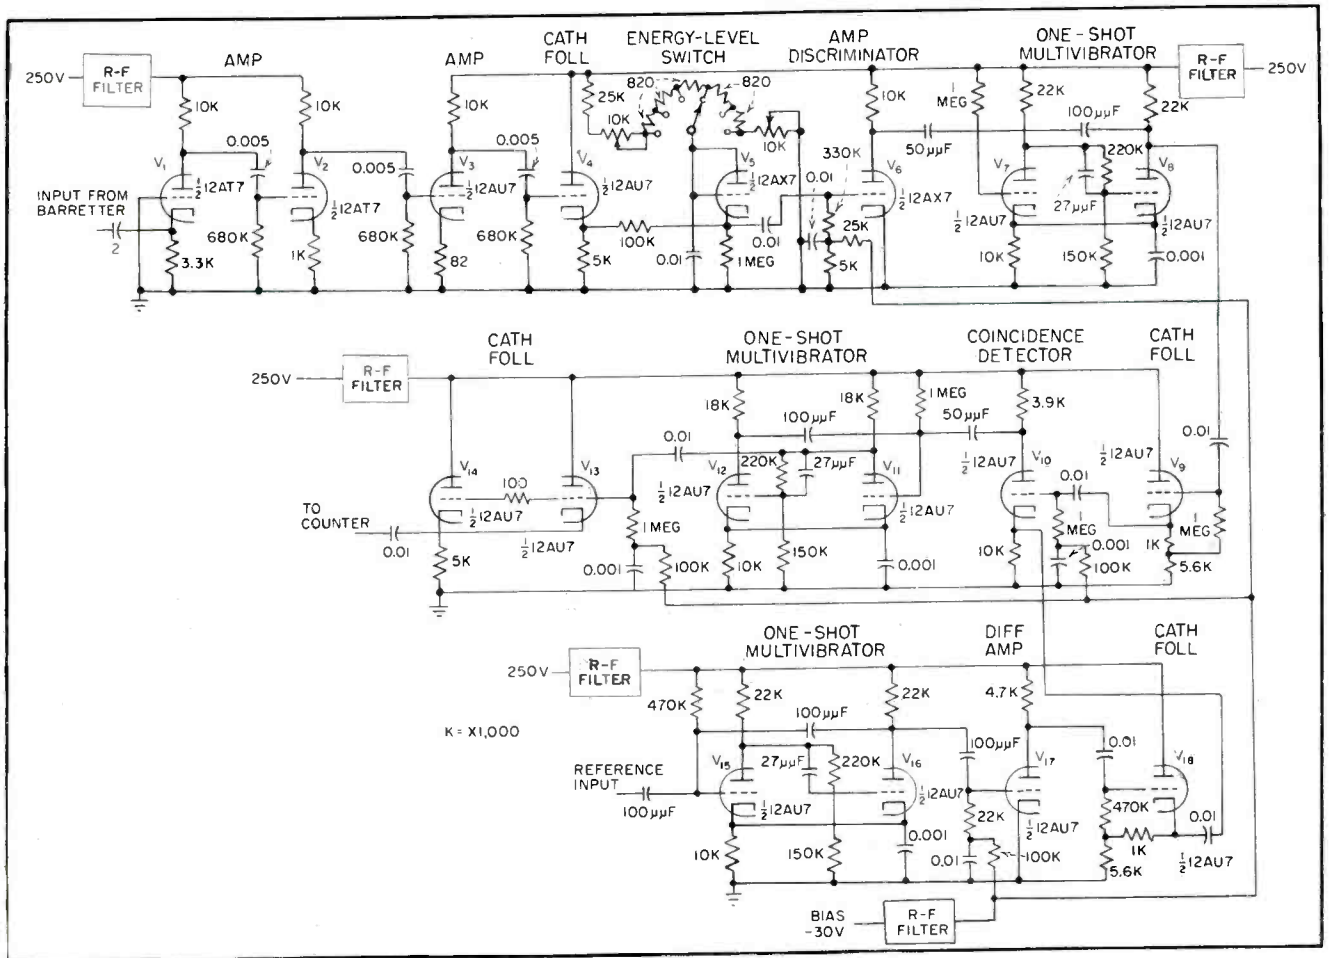 AMP
AMP
CATH
FOLL
ENERGY-LEVEL
SWITCH
AMP
DISCRIMINATOR
ONE-SHOT
MULTIVIBRATOR
250V
R-F
FILTER
R-F
FILTER
250V
10K
10K
10K
25K
820
820
10K
10K
10K
1
MEG
22K
100µµF
22K
50µµF
0.005
0.005
0.005
330K
0.01
220K
V1
V2
V3
V4
V5
V6
V7
V8
½12AT7
½12AT7
½12AU7
½12AU7
½12AX7
½12AX7
½12AU7
27µµF
½12AU7
INPUT FROM
BARRETTER
2
3.3K
680K
1K
680K
82
680K
5K
100K
0.01
1MEG
0.01
25K
5K
10K
150K
0.001
CATH
FOLL
ONE-SHOT
MULTIVIBRATOR
COINCIDENCE
DETECTOR
CATH
FOLL
250V
R-F
FILTER
18K
100µµF
18K
1MEG
50µµF
3.9K
0.01
0.01
V14
V13
V12
V11
V10
V9
100
220K
27µµF
½12AU7
½12AU7
½12AU7
½12AU7
½12AU7
½12AU7
0.01
TO
COUNTER
0.01
5K
1MEG
0.001
100K
10K
150K
0.001
10K
1
MEG
0.001
100K
1K
5.6K
1
MEG
ONE-SHOT
MULTIVIBRATOR
DIFF
AMP
CATH
FOLL
250V
R-F
FILTER
470K
22K
22K
4.7K
100µµF
K = X1,000
100µµF
0.01
V15
V16
V17
V18
REFERENCE
INPUT
100µµF
27µµF
220K
½12AU7
½12AU7
½12AU7
½12AU7
22K
470K
1K
0.01
10K
150K
0.001
0.01
100K
5.6K
BIAS
-30V
R-F
FILTER